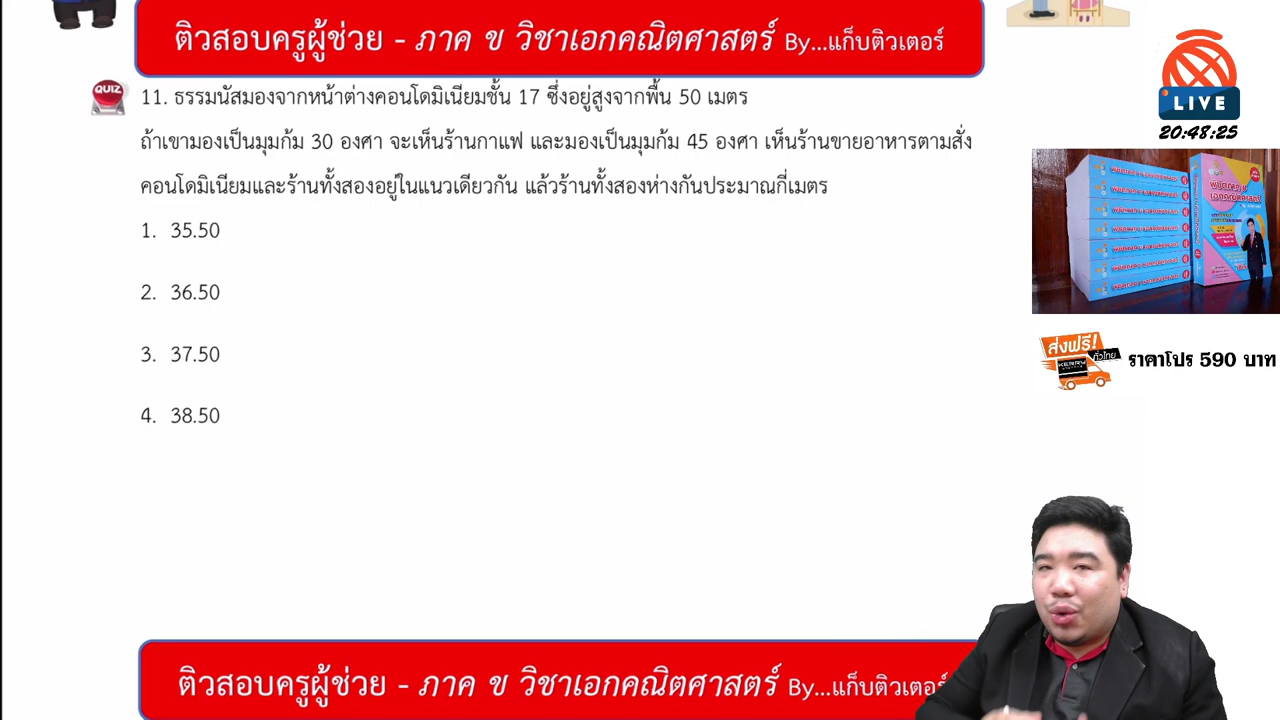 ติวสอบครูผู้ช่วย - ภาค ข วิชาเอกคณิตศาสตร์ By...แก็บติวเตอร์
QUIZ
11. ธรรมนัสมองจากหน้าต่างคอนโดมิเนียมชั้น 17 ซึ่งอยู่สูงจากพื้น 50 เมตร
ถ้าเขามองเป็นมุมก้ม 30 องศา จะเห็นร้านกาแฟ และมองเป็นมุมก้ม 45 องศา เห็นร้านขายอาหารตามสั่ง
คอนโดมิเนียมและร้านทั้งสองอยู่ในแนวเดียวกัน แล้วร้านทั้งสองห่างกันประมาณกี่เมตร
1. 35.50
2. 36.50
3. 37.50
4. 38.50
LIVE
20:48:25
ส่งฟรี!
ทั่วไทย
KERRY
ราคาโปร 590 บาท
ติวสอบครูผู้ช่วย - ภาค ข วิชาเอกคณิตศาสตร์ By...แก็บติวเตอร์